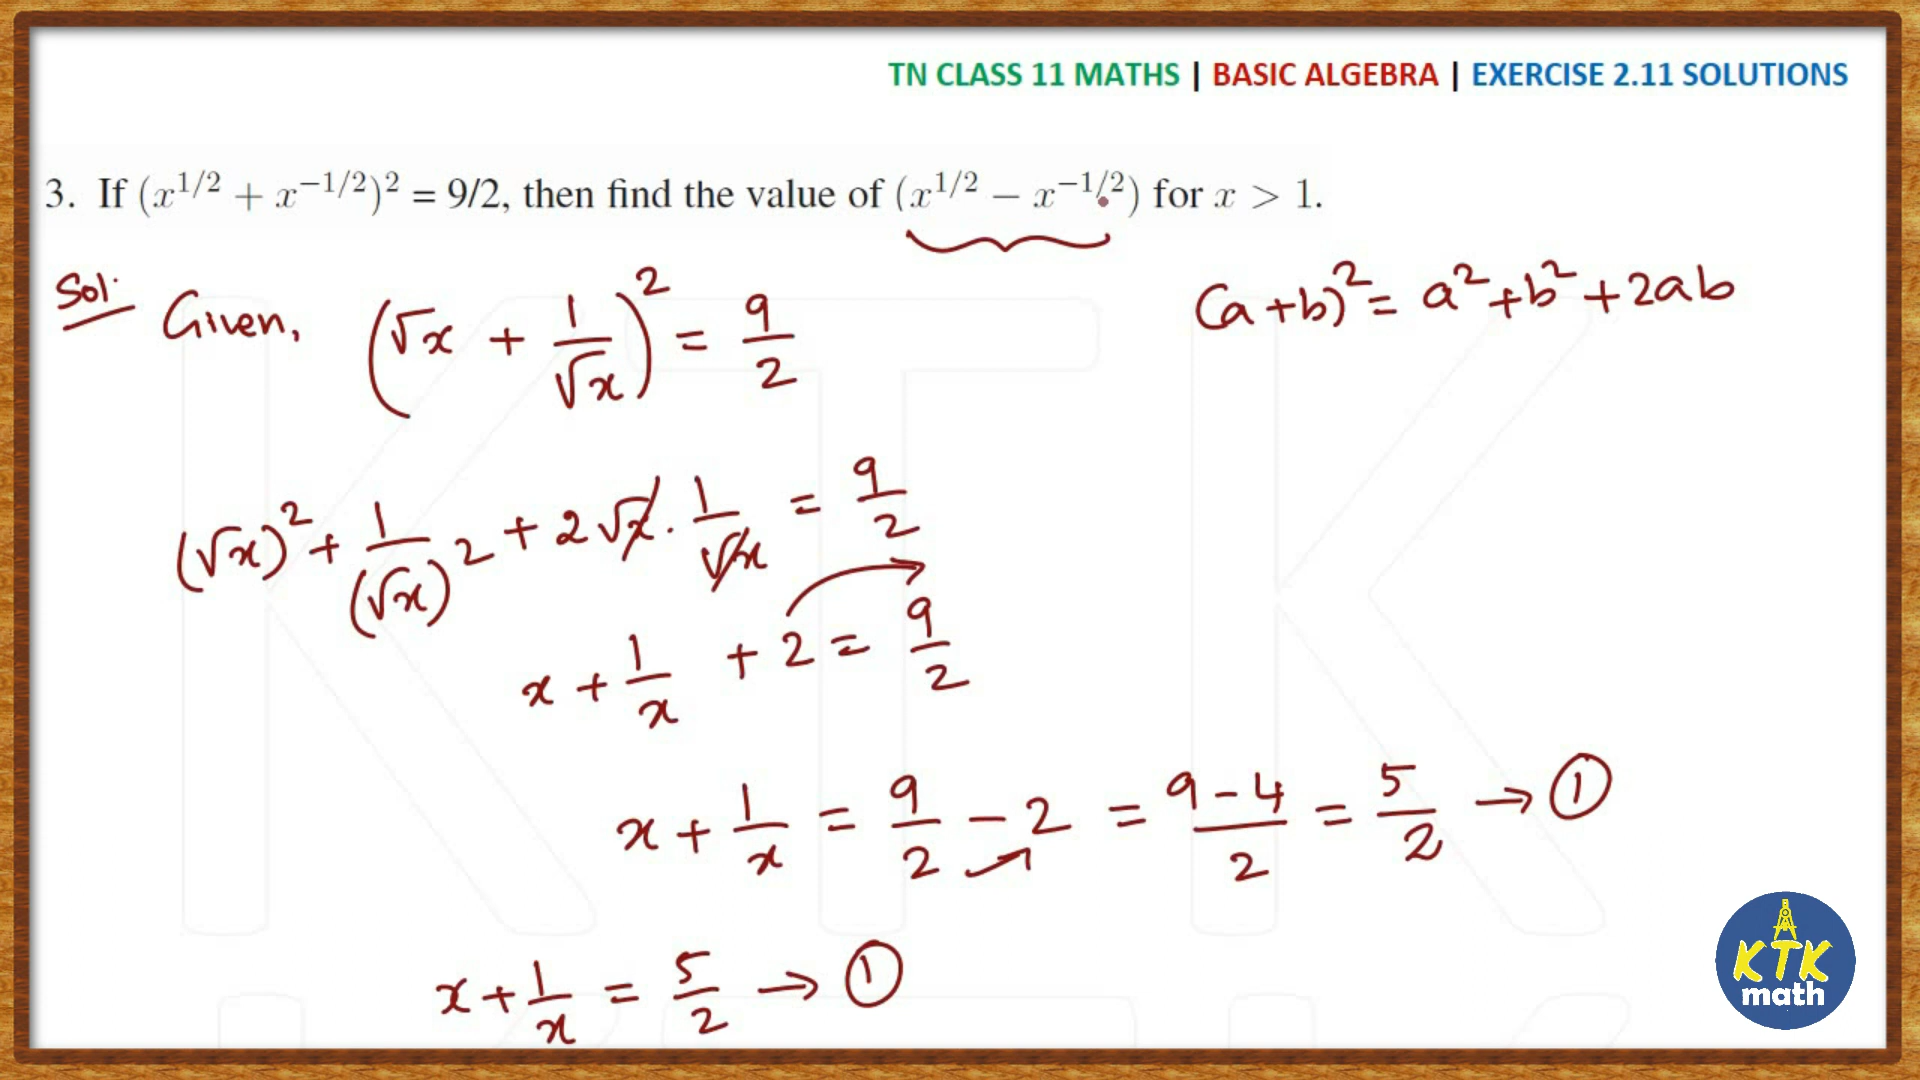 TN CLASS 11 MATHS | BASIC ALGEBRA | EXERCISE 2.11 SOLUTIONS
3. If (x^{1/2} + x^{−1/2})^2 = 9/2, then find the value of (x^{1/2} − x^{−1/2}) for x > 1.
Sol:
Given, (√x + 1/√x)^2 = 9/2
(a+b)^2 = a^2+b^2+2ab
(√x)^2 + 1/(√x)^2 + 2√x · 1/√x = 9/2
x + 1/x + 2 = 9/2
x + 1/x = 9/2 − 2 = (9−4)/2 = 5/2 → ①
x + 1/x = 5/2 → ①
KTK
math